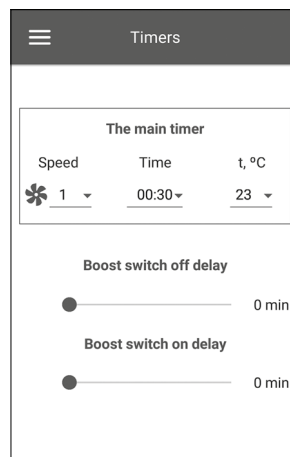 Timers
The main timer
Speed Time t, ºC
1 00:30 23
Boost switch off delay
0 min
Boost switch on delay
0 min